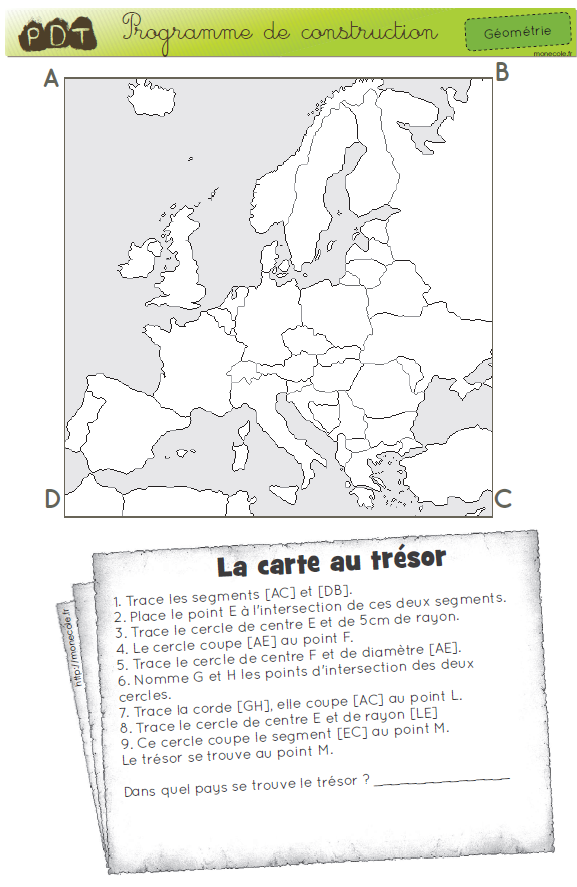 PDT
Programme de construction
Géométrie
monecole.fr
A
B
D
C
La carte au trésor
1. Trace les segments [AC] et [DB].
2. Place le point E à l'intersection de ces deux segments.
3. Trace le cercle de centre E et de 5cm de rayon.
4. Le cercle coupe [AE] au point F.
5. Trace le cercle de centre F et de diamètre [AE].
6. Nomme G et H les points d'intersection des deux
cercles.
7. Trace la corde [GH], elle coupe [AC] au point L.
8. Trace le cercle de centre E et de rayon [LE]
9. Ce cercle coupe le segment [EC] au point M.
Le trésor se trouve au point M.
Dans quel pays se trouve le trésor ? ____________________
http://monecole.fr